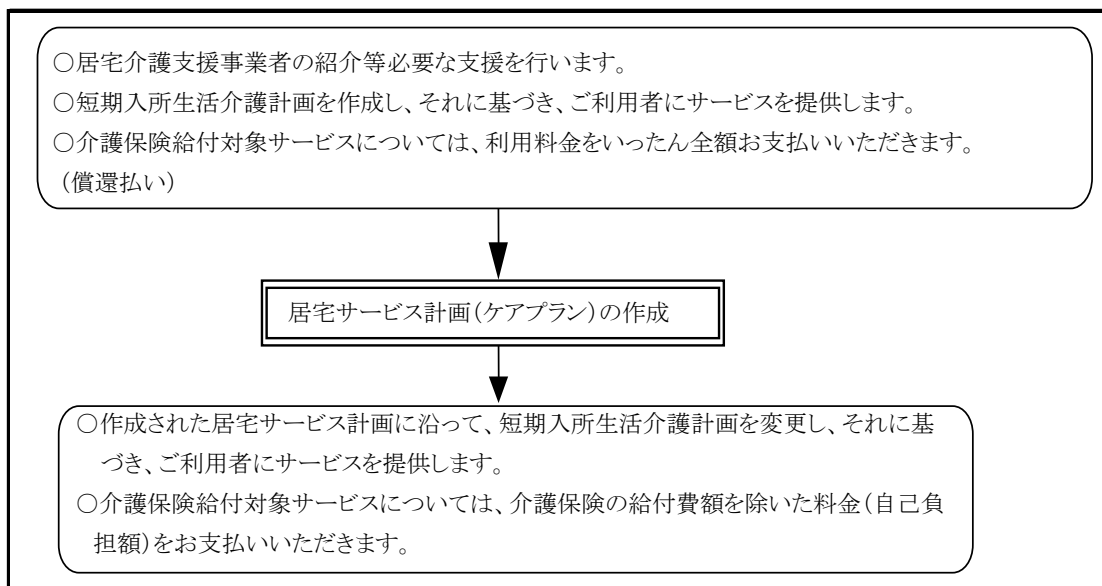 ○居宅介護支援事業者の紹介等必要な支援を行います。
○短期入所生活介護計画を作成し、それに基づき、ご利用者にサービスを提供します。
○介護保険給付対象サービスについては、利用料金をいったん全額お支払いいただきます。
(償還払い)
居宅サービス計画(ケアプラン)の作成
○作成された居宅サービス計画に沿って、短期入所生活介護計画を変更し、それに基
づき、ご利用者にサービスを提供します。
○介護保険給付対象サービスについては、介護保険の給付費額を除いた料金(自己負
担額)をお支払いいただきます。